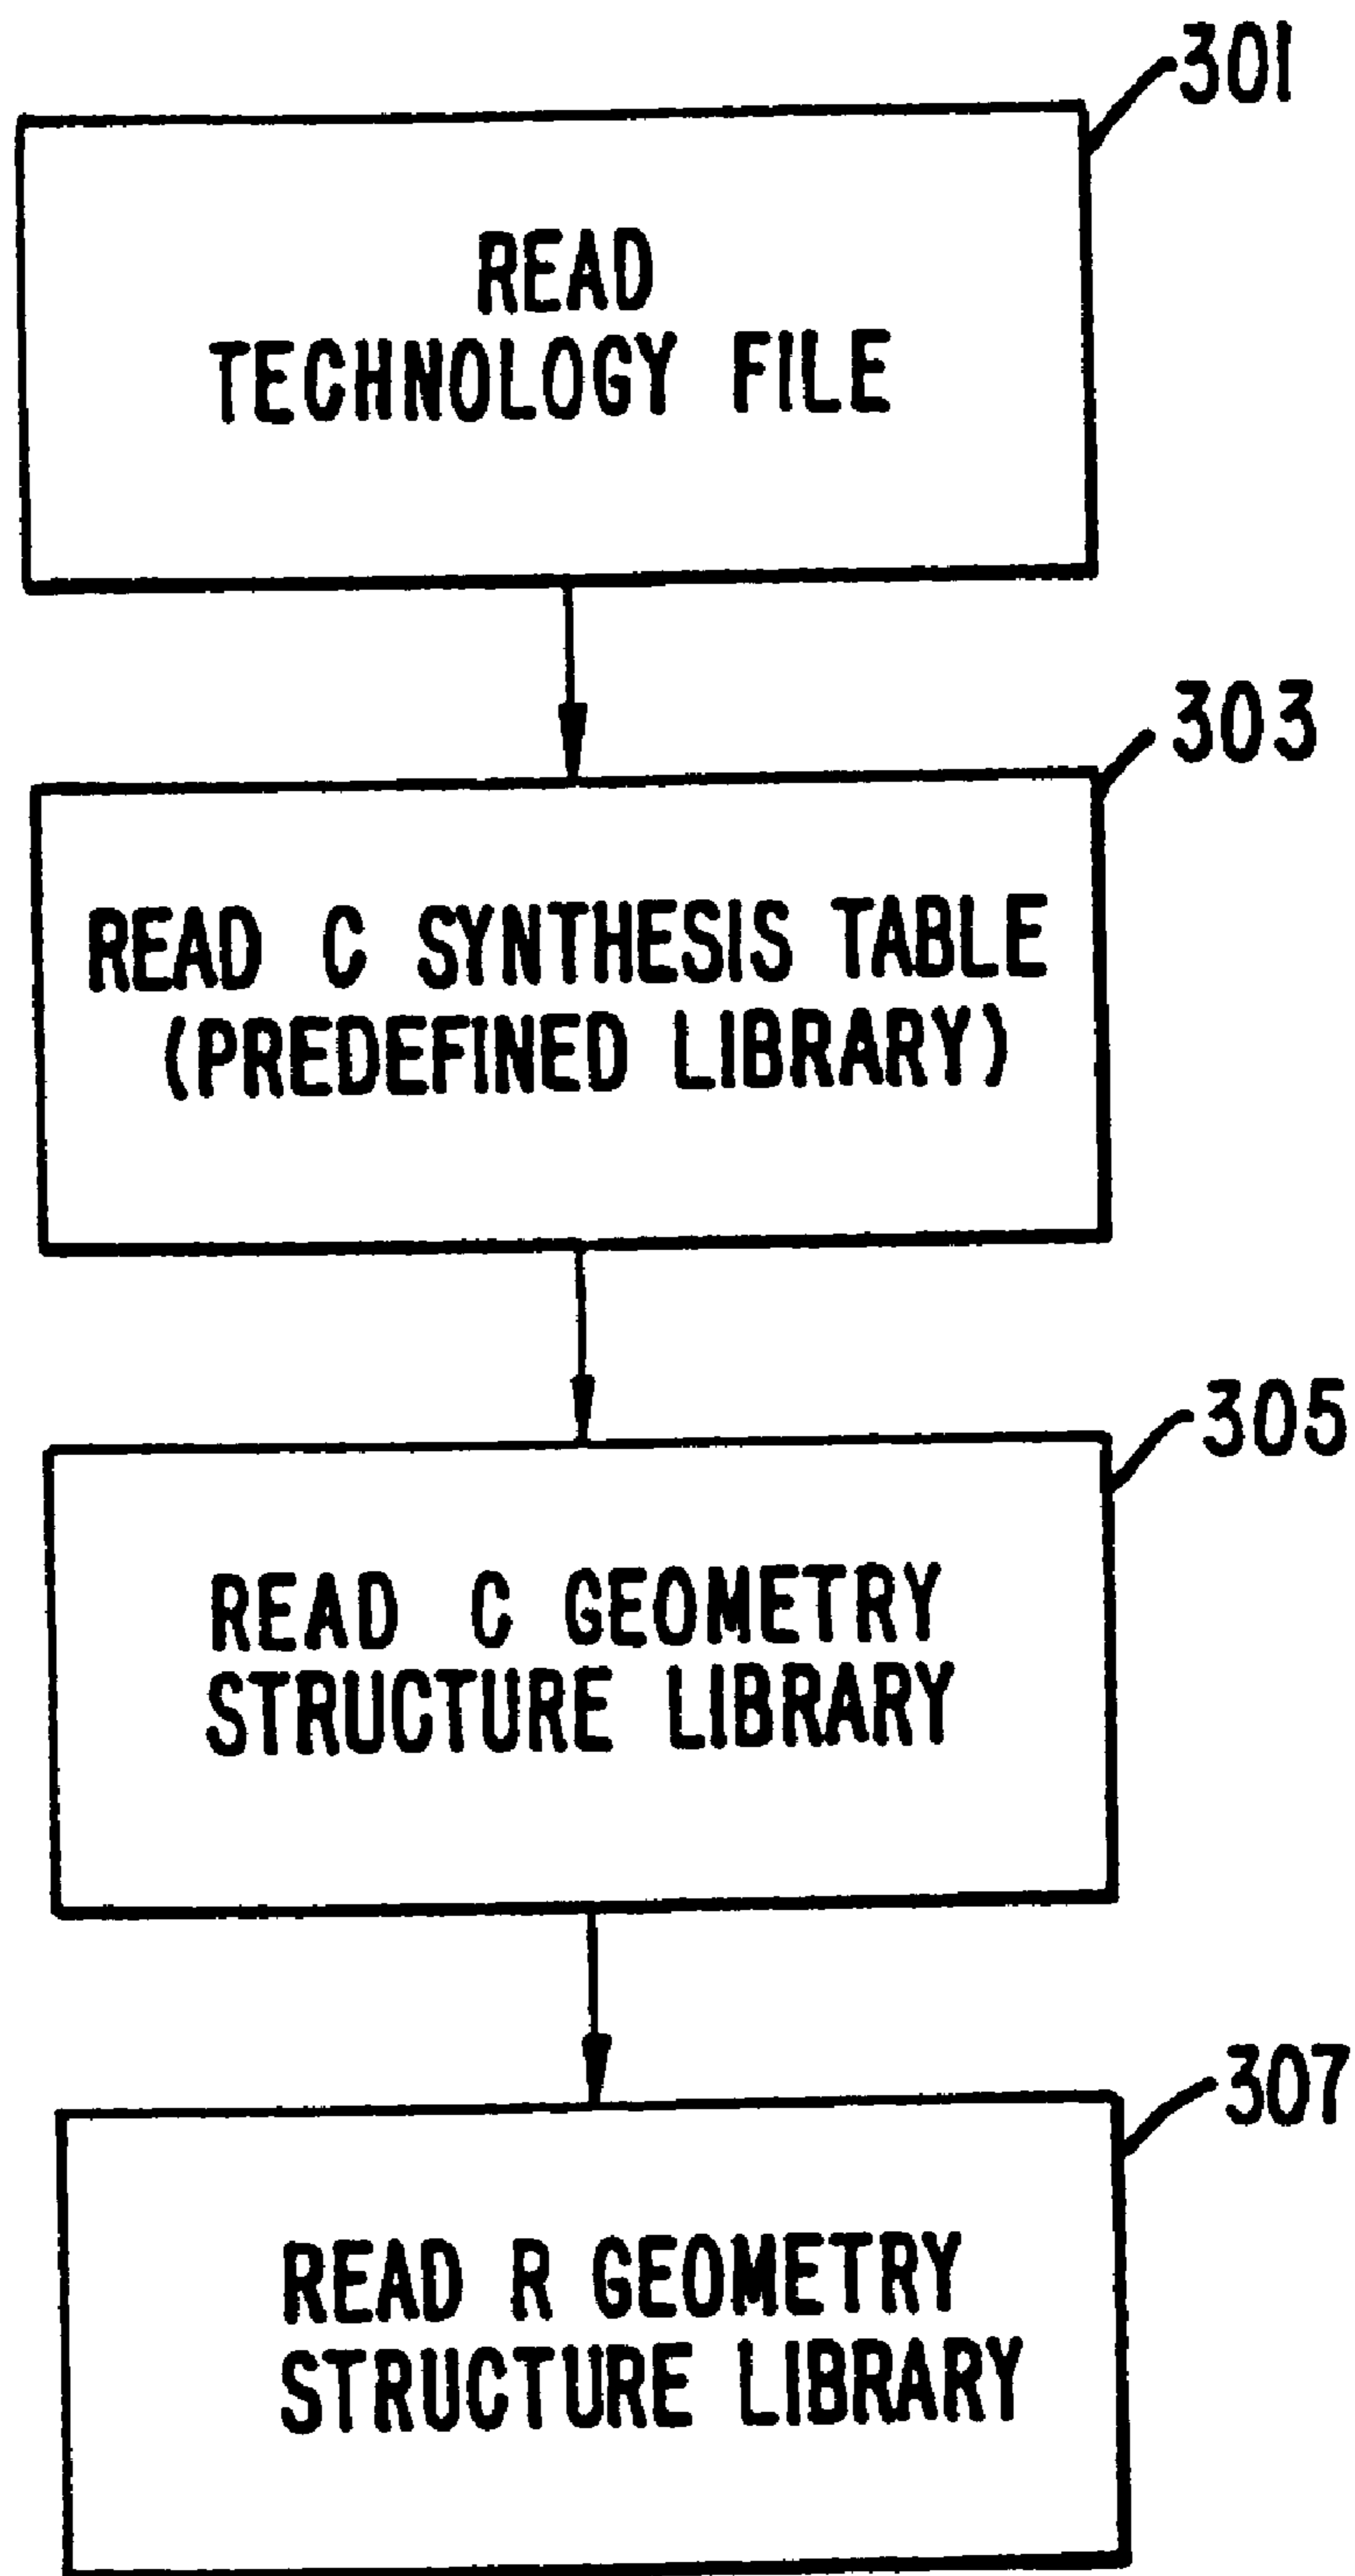 301
READ
TECHNOLOGY FILE
303
READ C SYNTHESIS TABLE
(PREDEFINED LIBRARY)
305
READ C GEOMETRY
STRUCTURE LIBRARY
307
READ R GEOMETRY
STRUCTURE LIBRARY